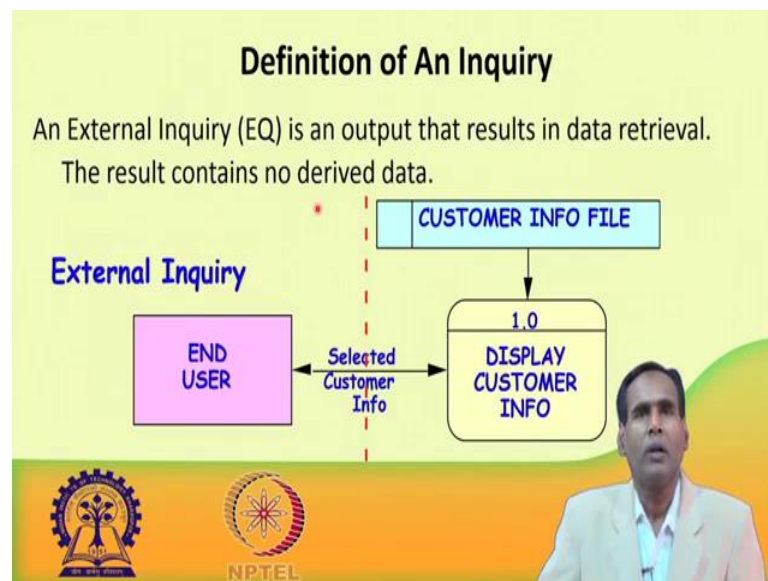 Definition of An Inquiry
An External Inquiry (EQ) is an output that results in data retrieval.
The result contains no derived data.
CUSTOMER INFO FILE
External Inquiry
1.0
END
USER
Selected
Customer
Info
DISPLAY
CUSTOMER
INFO
NPTEL